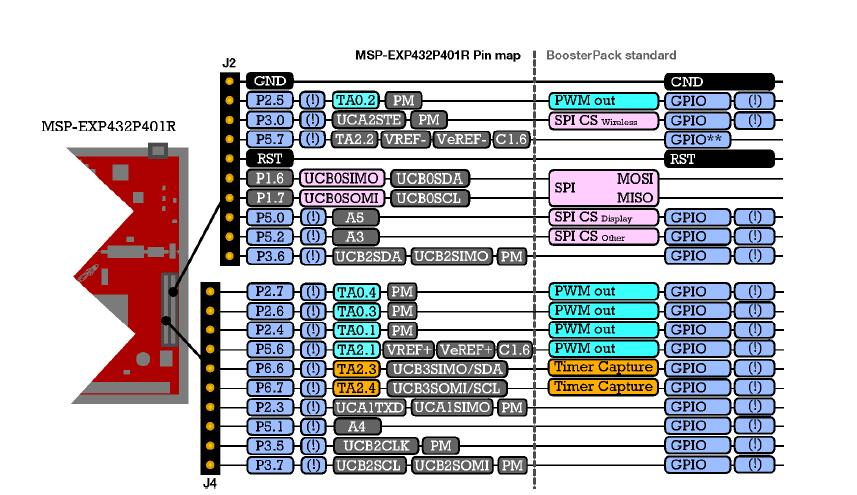 MSP-EXP432P401R Pin map BoosterPack standard
MSP-EXP432P401R
J2
GND GND
P2.5 (!) TA0.2 PM PWM out GPIO (!)
P3.0 (!) UCA2STE PM SPI CS Wireless GPIO (!)
P5.7 (!) TA2.2 VREF- VeREF- C1.6 GPIO**
RST RST
P1.6 UCB0SIMO UCB0SDA SPI MOSI
P1.7 UCB0SOMI UCB0SCL MISO
P5.0 (!) A5 SPI CS Display GPIO (!)
P5.2 (!) A3 SPI CS Other GPIO (!)
P3.6 (!) UCB2SDA UCB2SIMO PM GPIO (!)
P2.7 (!) TA0.4 PM PWM out GPIO (!)
P2.6 (!) TA0.3 PM PWM out GPIO (!)
P2.4 (!) TA0.1 PM PWM out GPIO (!)
P5.6 (!) TA2.1 VREF+ VeREF+ C1.6 PWM out GPIO (!)
P6.6 (!) TA2.3 UCB3SIMO/SDA Timer Capture GPIO (!)
P6.7 (!) TA2.4 UCB3SOMI/SCL Timer Capture GPIO (!)
P2.3 (!) UCA1TXD UCA1SIMO PM GPIO (!)
P5.1 (!) A4 GPIO (!)
P3.5 (!) UCB2CLK PM GPIO (!)
P3.7 (!) UCB2SCL UCB2SOMI PM GPIO (!)
J4